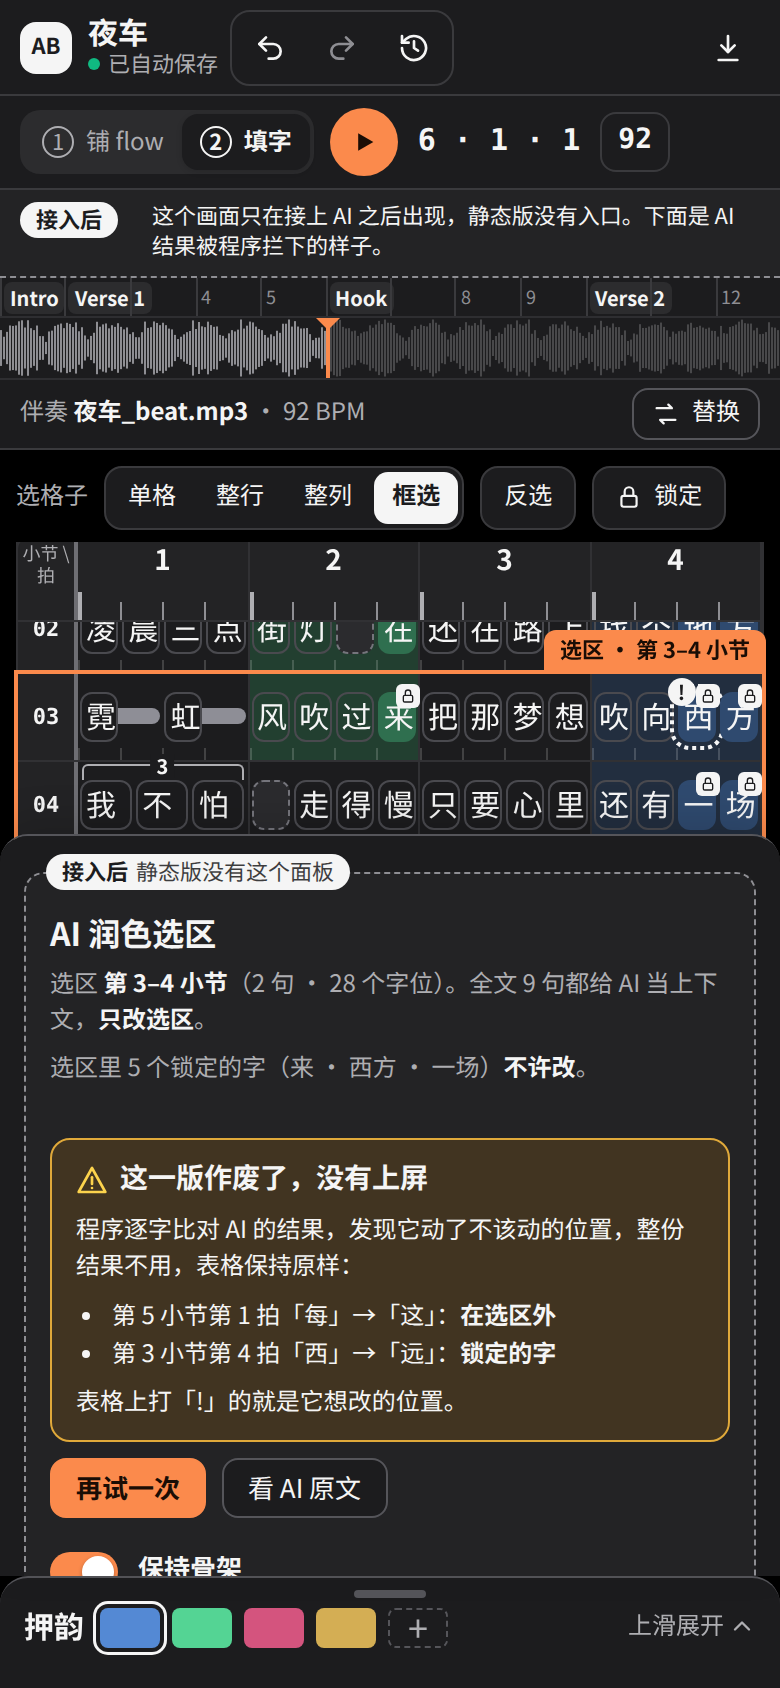 AB
夜车
已自动保存
① 铺 flow
② 填字
6 · 1 · 1
92
接入后
这个画面只在接上 AI 之后出现，静态版没有入口。下面是 AI
结果被程序拦下的样子。
Intro Verse 1 4 5 Hook 8 9 Verse 2 12
伴奏 夜车_beat.mp3 · 92 BPM
替换
选格子 单格 整行 整列 框选 反选 锁定
小节 \
拍
1 2 3 4
02 凌 晨 三 点 街 灯 在 还 在 路
选区 · 第 3–4 小节
03 霓 虹 风 吹 过 来 把 那 梦 想 吹 向 西 方
!
3
04 我 不 怕 走 得 慢 只 要 心 里 还 有 一 场
接入后 静态版没有这个面板
AI 润色选区
选区 第 3–4 小节（2 句 · 28 个字位）。全文 9 句都给 AI 当上下
文，只改选区。
选区里 5 个锁定的字（来 · 西方 · 一场）不许改。
这一版作废了，没有上屏
程序逐字比对 AI 的结果，发现它动了不该动的位置，整份
结果不用，表格保持原样：
• 第 5 小节第 1 拍「每」→「这」：在选区外
• 第 3 小节第 4 拍「西」→「远」：锁定的字
表格上打「!」的就是它想改的位置。
再试一次
看 AI 原文
保持骨架
押韵
+
上滑展开